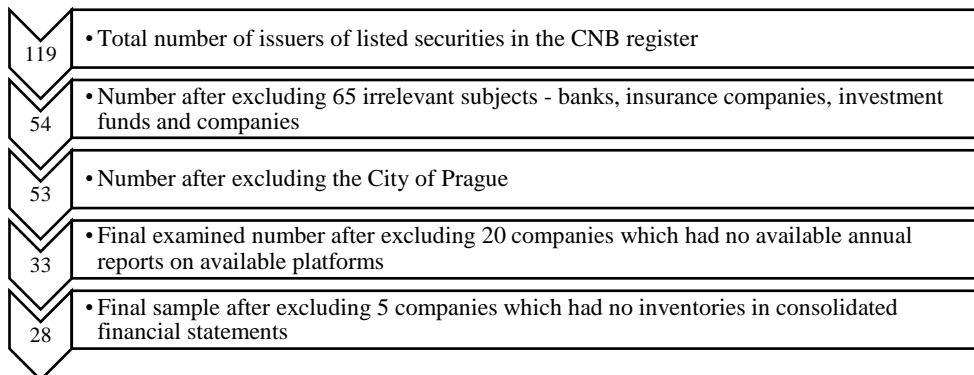 119
• Total number of issuers of listed securities in the CNB register
54
• Number after excluding 65 irrelevant subjects - banks, insurance companies, investment
funds and companies
53
• Number after excluding the City of Prague
33
• Final examined number after excluding 20 companies which had no available annual
reports on available platforms
28
• Final sample after excluding 5 companies which had no inventories in consolidated
financial statements